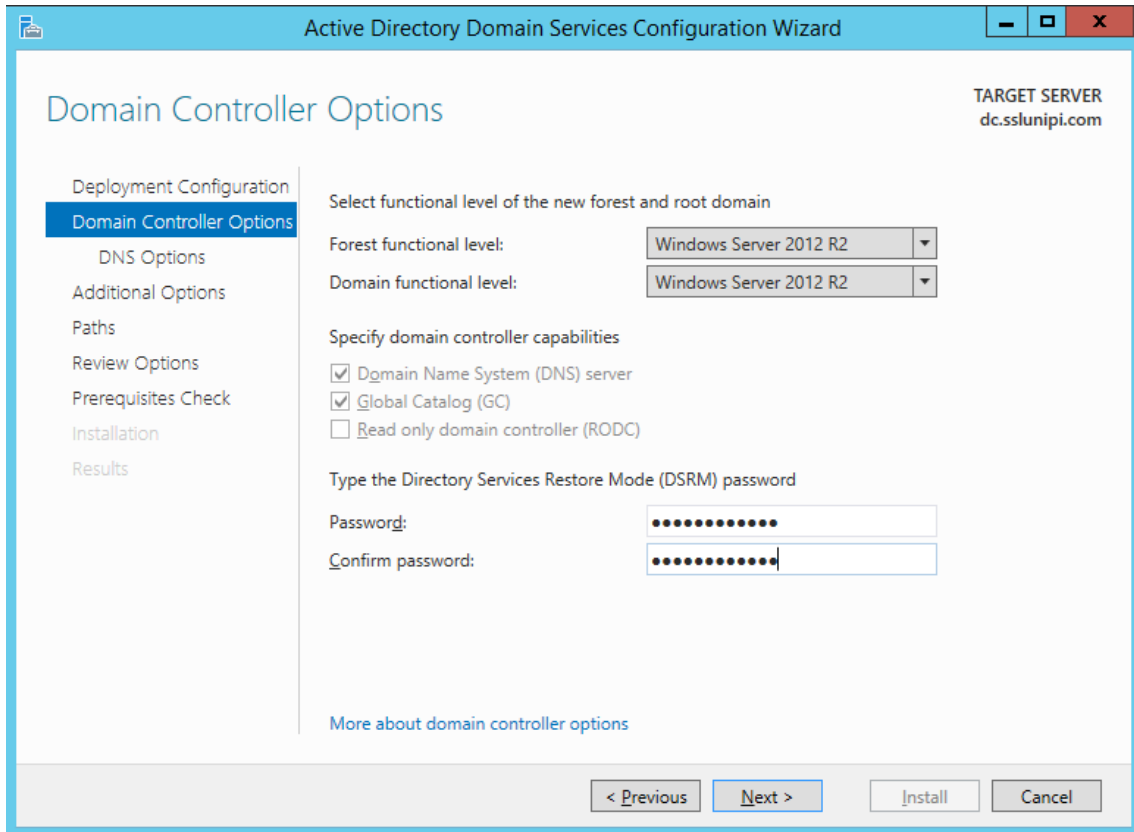 Active Directory Domain Services Configuration Wizard
Domain Controller Options
TARGET SERVER
dc.sslunipi.com
Deployment Configuration
Domain Controller Options
DNS Options
Additional Options
Paths
Review Options
Prerequisites Check
Installation
Results
Select functional level of the new forest and root domain
Forest functional level: Windows Server 2012 R2
Domain functional level: Windows Server 2012 R2
Specify domain controller capabilities
Domain Name System (DNS) server
Global Catalog (GC)
Read only domain controller (RODC)
Type the Directory Services Restore Mode (DSRM) password
Password: ●●●●●●●●●●●●
Confirm password: ●●●●●●●●●●●●
More about domain controller options
< Previous Next > Install Cancel